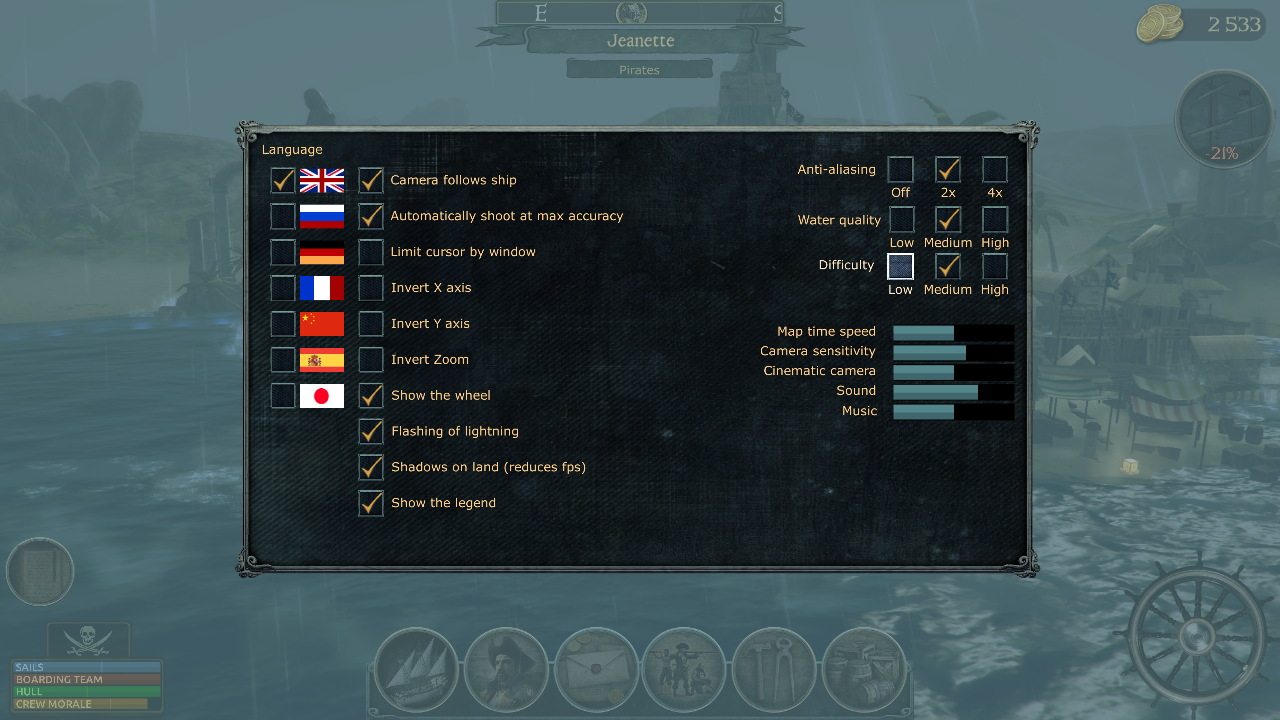 E S
Jeanette
Pirates
2 533
-21%
Language
Camera follows ship
Automatically shoot at max accuracy
Limit cursor by window
Invert X axis
Invert Y axis
Invert Zoom
Show the wheel
Flashing of lightning
Shadows on land (reduces fps)
Show the legend
Anti-aliasing
Off 2x 4x
Water quality
Low Medium High
Difficulty
Low Medium High
Map time speed
Camera sensitivity
Cinematic camera
Sound
Music
SAILS
BOARDING TEAM
HULL
CREW MORALE